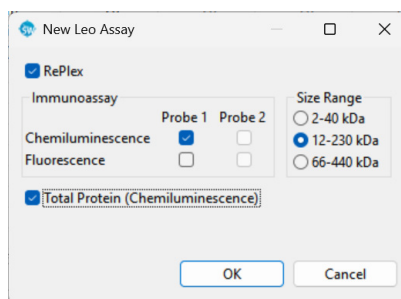 SW New Leo Assay
RePlex
Immunoassay
Probe 1 Probe 2
Chemiluminescence
Fluorescence
Size Range
2-40 kDa
12-230 kDa
66-440 kDa
Total Protein (Chemiluminescence)
OK Cancel